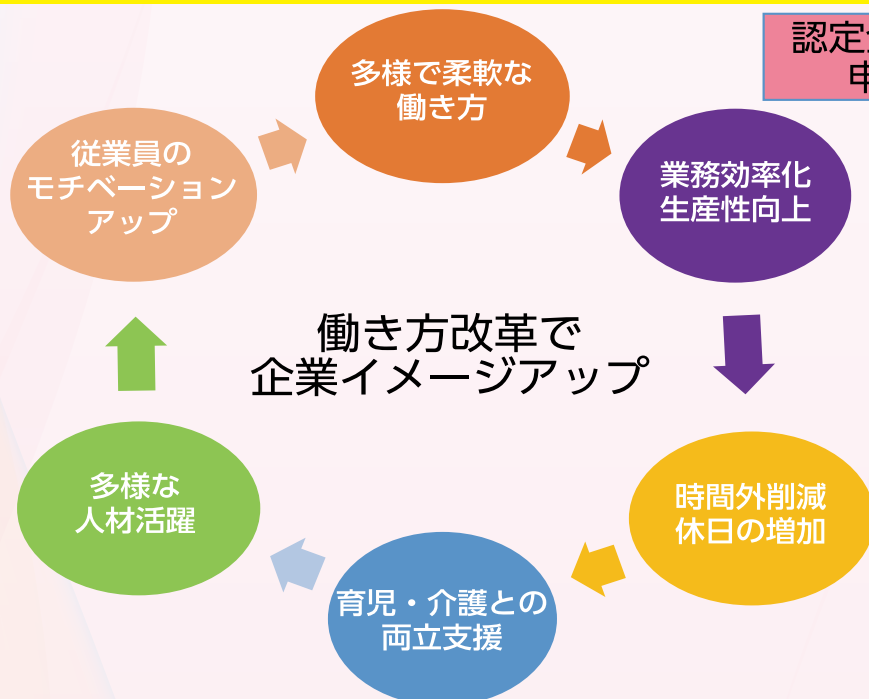 多様で柔軟な
働き方
認定
申
従業員の
モチベーション
アップ
業務効率化
生産性向上
働き方改革で
企業イメージアップ
多様な
人材活躍
時間外削減
休日の増加
育児・介護との
両立支援